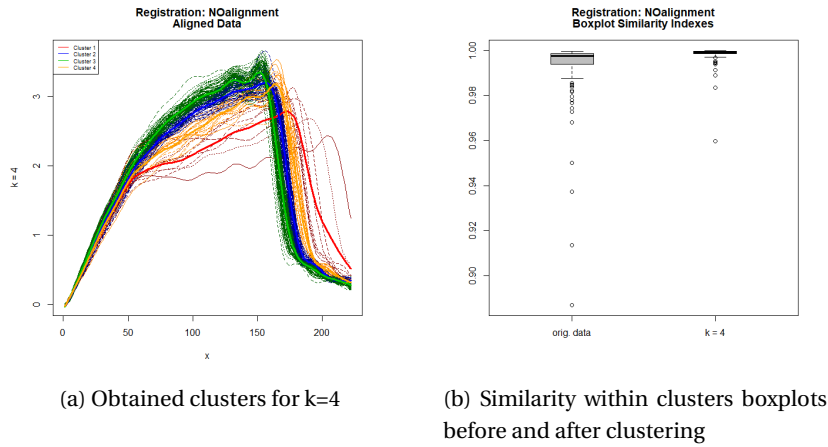 Registration: NOalignment
Aligned Data
Cluster 1
Cluster 2
Cluster 3
Cluster 4
k = 4
3
2
1
0
0
50
100
150
200
x
(a) Obtained clusters for k=4
Registration: NOalignment
Boxplot Similarity Indexes
1.00
0.98
0.96
0.94
0.92
0.90
orig. data
k = 4
(b) Similarity within clusters boxplots
before and after clustering